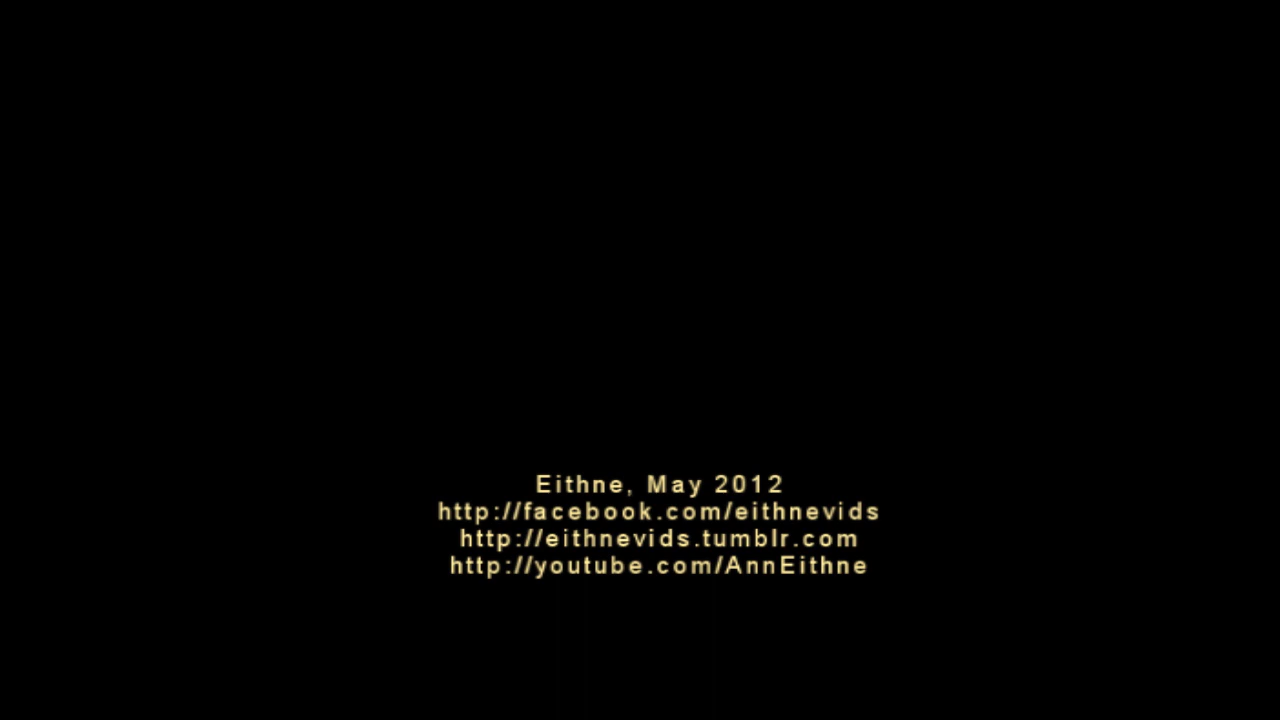 Eithne, May 2012
http://facebook.com/eithnevids
http://eithnevids.tumblr.com
http://youtube.com/AnnEithne